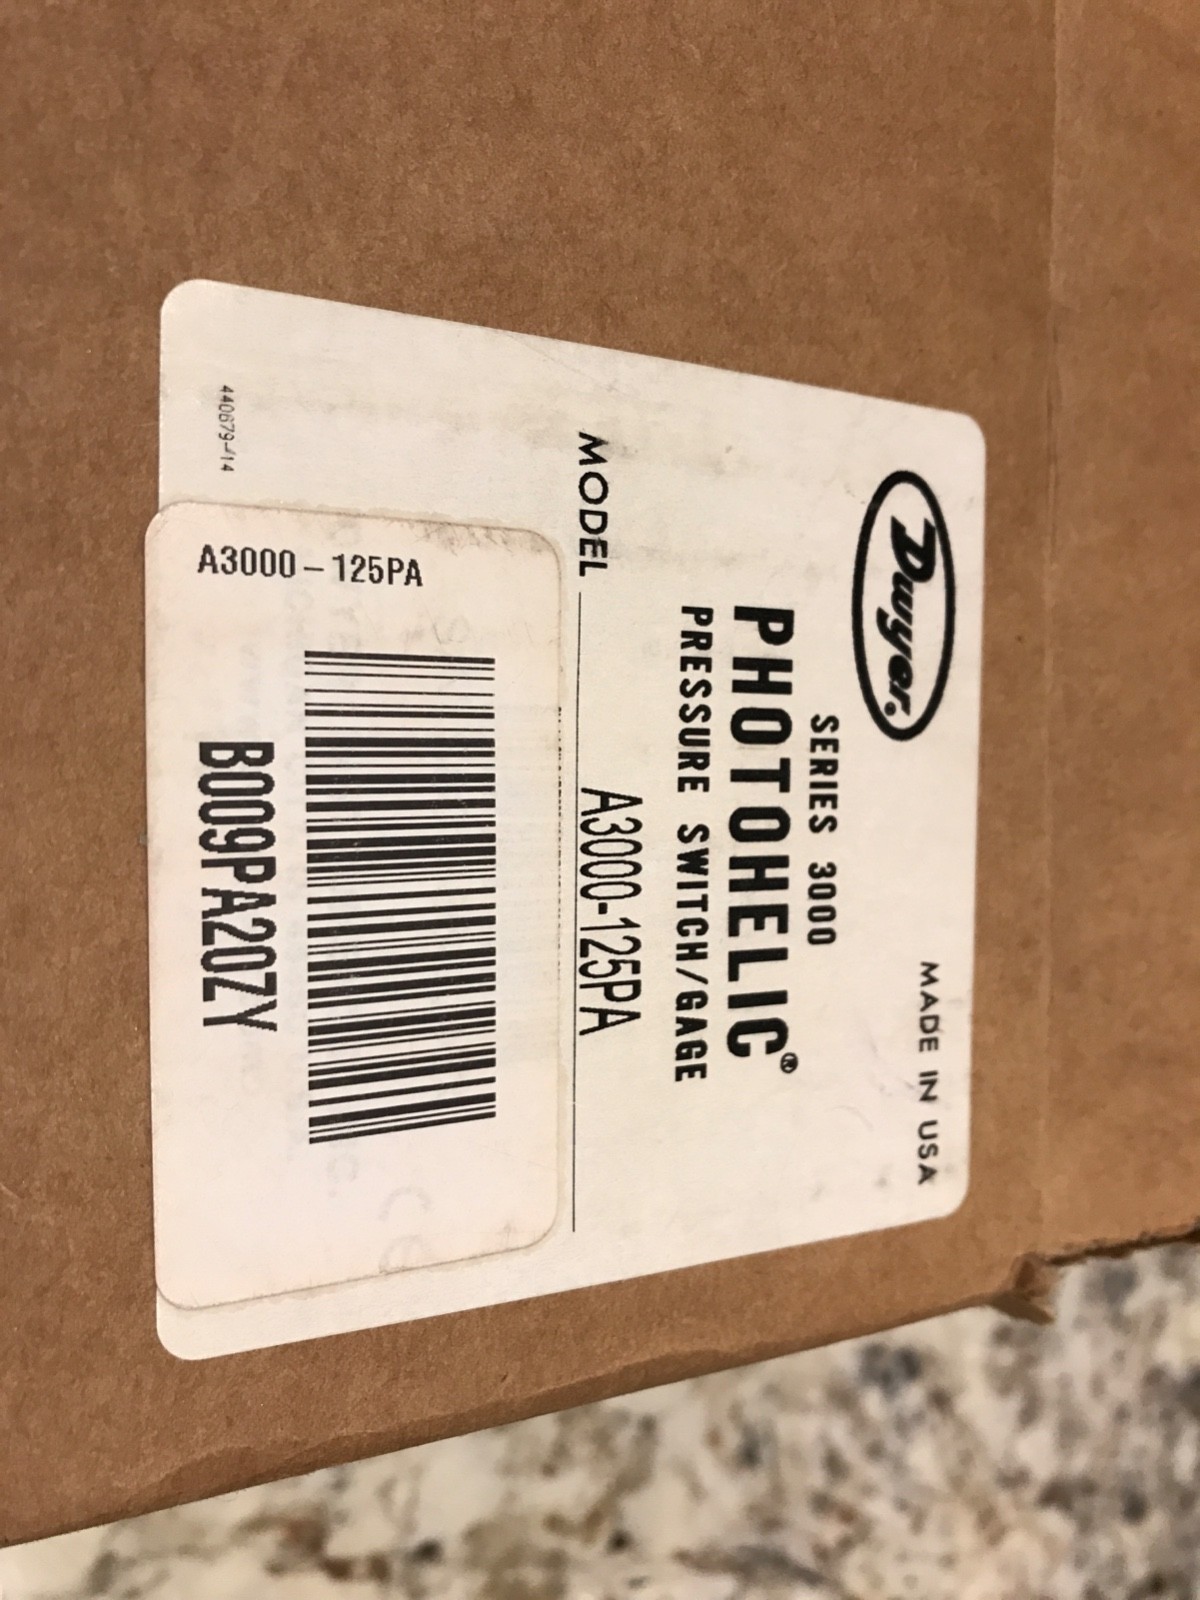 Dwyer®
MADE IN USA
SERIES 3000
PHOTOHELIC®
PRESSURE SWITCH/GAGE
MODEL A3000-125PA
A3000-125PA
B009PA20ZY
440679-14